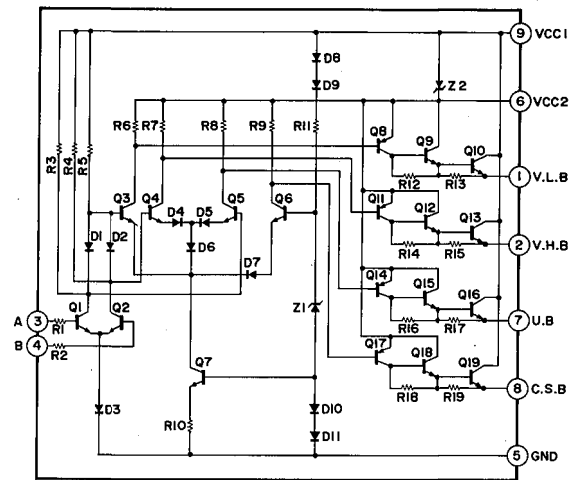 9 VCC1
D8
D9
Z2
6 VCC2
R6 R7 R8 R9 R11
Q8
Q9
Q10
R3 R4 R5
R12 R13
1 V.L.B
Q3 Q4 Q5 Q6
D4 D5
Q11
Q12
Q13
D1 D2
D6
R14 R15
2 V.H.B
D7
Q14
Q15
Q16
Z1
A 3 R1 Q1 Q2
R16 R17
7 U.B
B 4 R2
Q17
Q18
Q19
Q7
R18 R19
8 C.S.B
D3
R10
D10
D11
5 GND